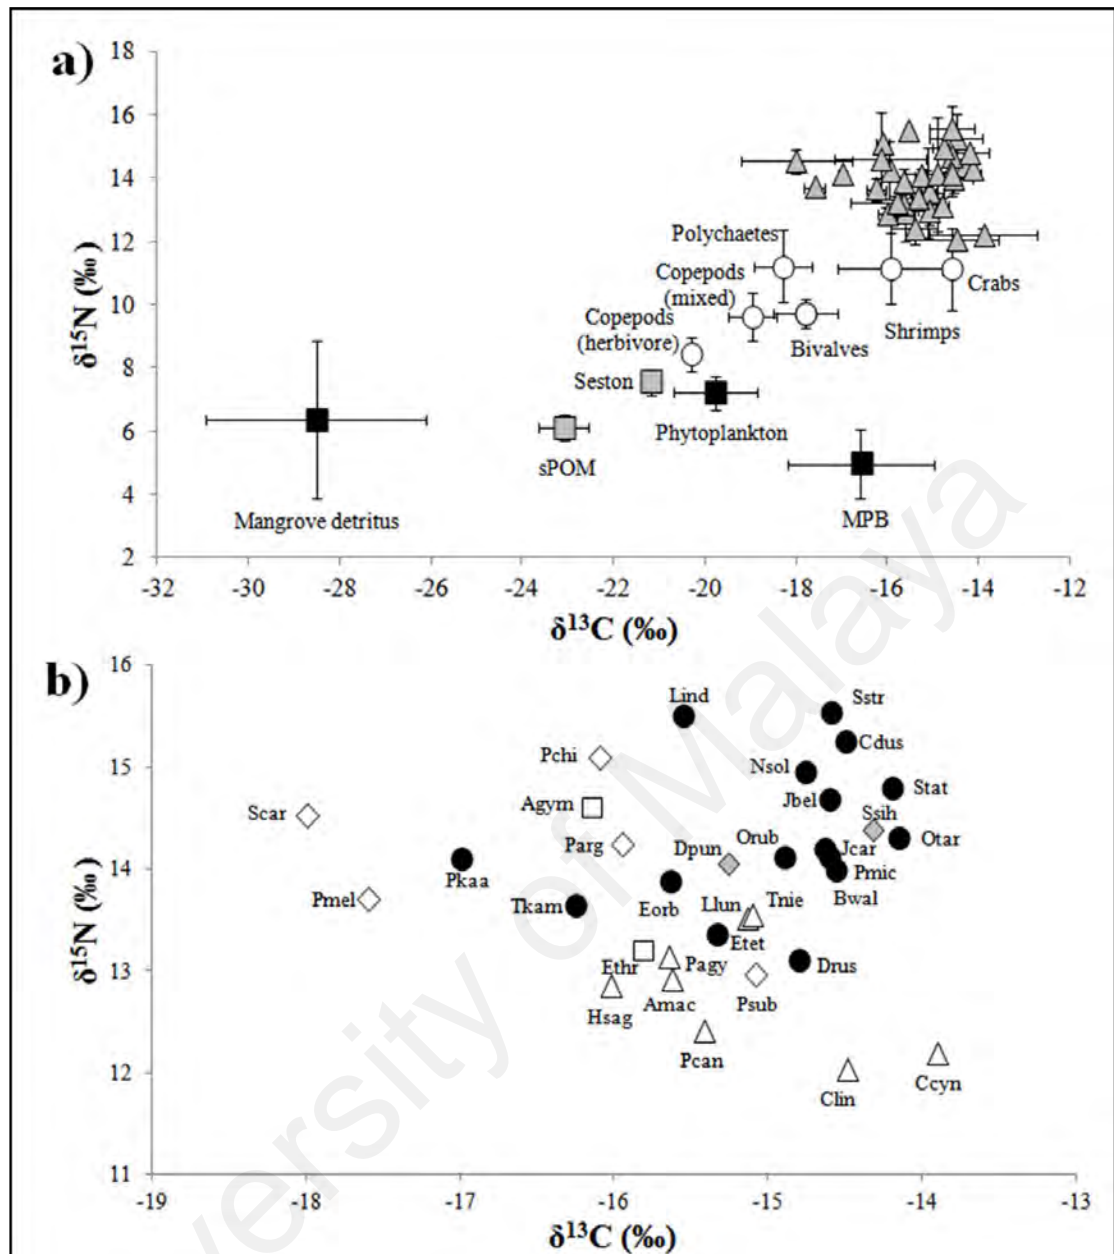 a)
18
16
14
12
10
8
6
4
2
δ15N (‰)
Polychaetes
Copepods
(mixed)
Crabs
Copepods
(herbivore)
Shrimps
Bivalves
Seston
Phytoplankton
sPOM
Mangrove detritus
MPB
-32 -30 -28 -26 -24 -22 -20 -18 -16 -14 -12
δ13C (‰)
b)
16
15
14
13
12
11
δ15N (‰)
Lind
Sstr
Cdus
Pchi
Nsol
Stat
Agym
Jbel
Ssih
Scar
Parg
Orub
Otar
Dpun
Jcar
Pkaa
Pmic
Pmel
Tkam
Eorb
Llun
Tnie
Bwal
Etet
Ethr
Pagy
Drus
Hsag
Amac
Psub
Pcan
Clin
Ccyn
-19 -18 -17 -16 -15 -14 -13
δ13C (‰)
versity of Malaya